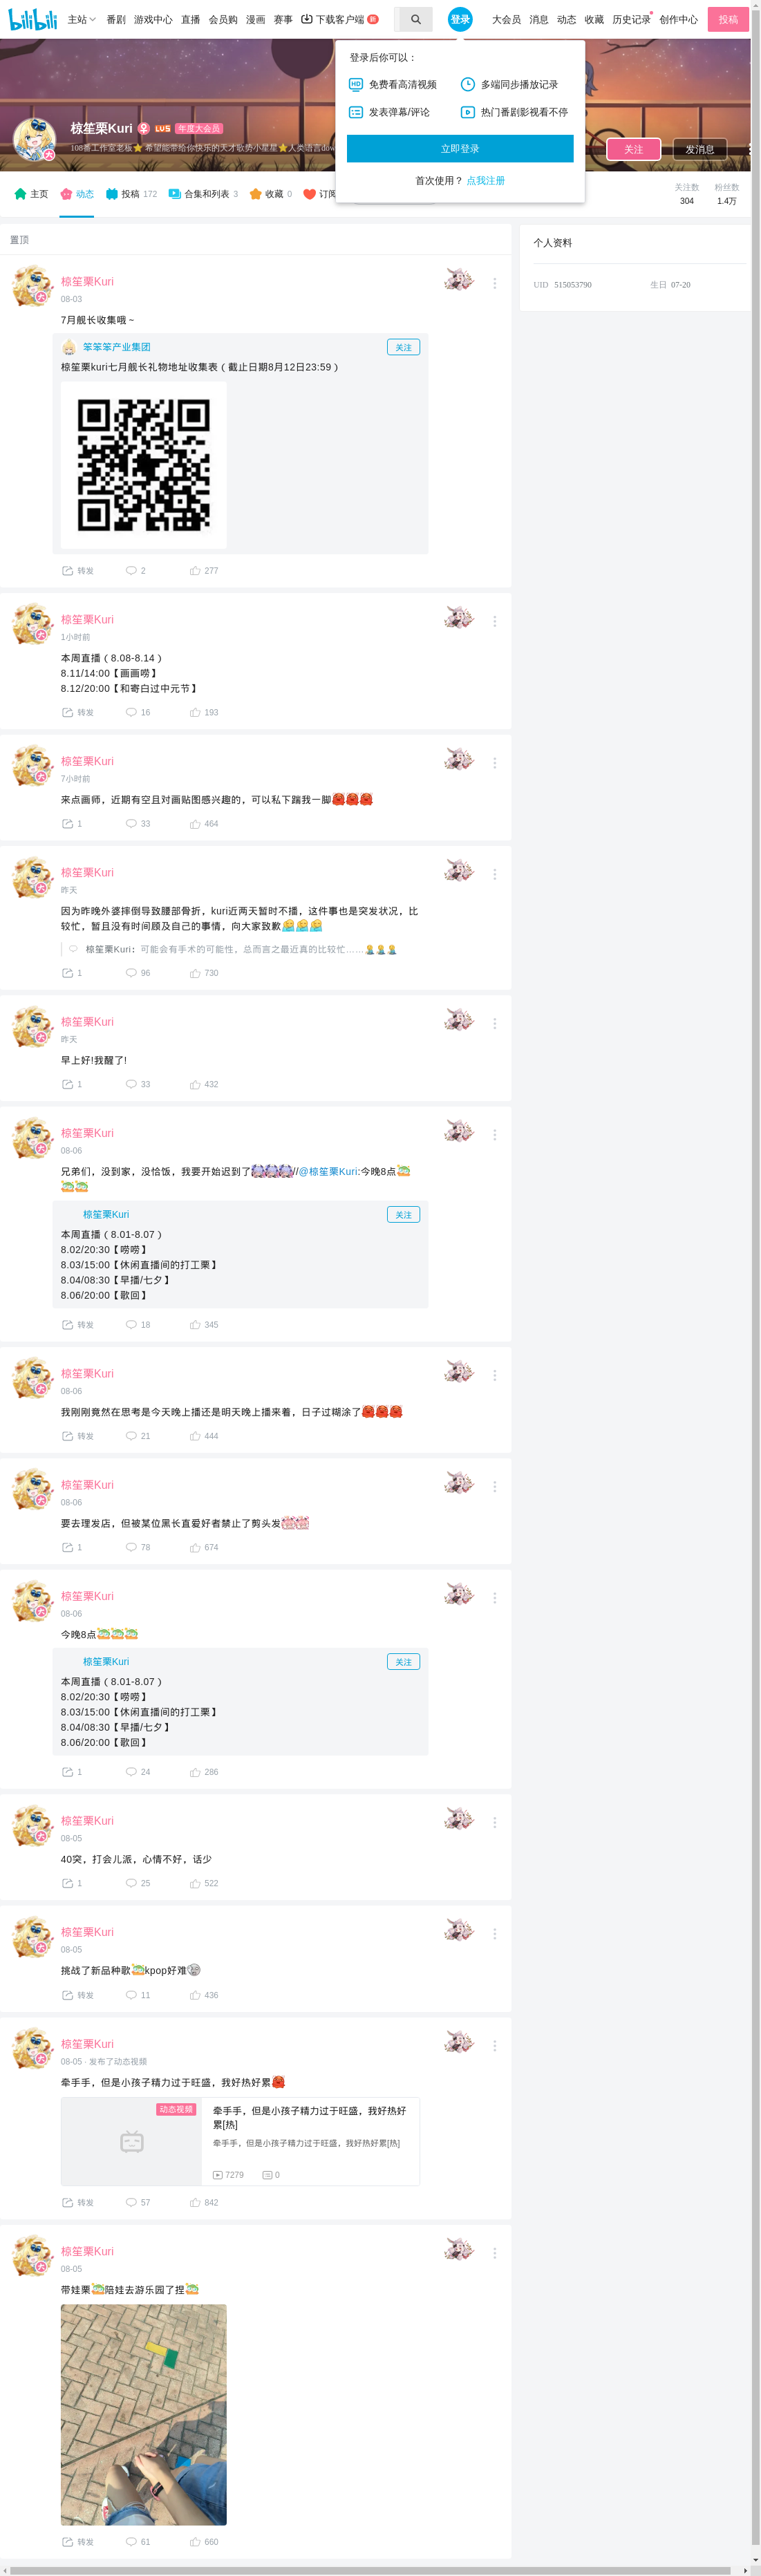 bilibili
主站 番剧 游戏中心 直播 会员购 漫画 赛事 下载客户端 新
登录 大会员 消息 动态 收藏 历史记录 创作中心 投稿
登录后你可以：
免费看高清视频 多端同步播放记录
发表弹幕/评论 热门番剧影视看不停
立即登录
首次使用？ 点我注册
椋笙栗Kuri LV5 年度大会员
108番工作室老板⭐ 希望能带给你快乐的天才歌势小星星⭐人类语言dow
关注 发消息
主页 动态 投稿 172 合集和列表 3 收藏 0 订阅
关注数 粉丝数
304 1.4万
个人资料
UID 515053790 生日 07-20
置顶
椋笙栗Kuri
08-03
7月舰长收集哦～
笨笨笨产业集团 关注
椋笙栗kuri七月舰长礼物地址收集表（截止日期8月12日23:59）
转发 2 277
椋笙栗Kuri
1小时前
本周直播（8.08-8.14）
8.11/14:00【画画唠】
8.12/20:00【和寄白过中元节】
转发 16 193
椋笙栗Kuri
7小时前
来点画师，近期有空且对画贴图感兴趣的，可以私下踹我一脚
1 33 464
椋笙栗Kuri
昨天
因为昨晚外婆摔倒导致腰部骨折，kuri近两天暂时不播，这件事也是突发状况，比
较忙，暂且没有时间顾及自己的事情，向大家致歉
椋笙栗Kuri：可能会有手术的可能性，总而言之最近真的比较忙……
1 96 730
椋笙栗Kuri
昨天
早上好!我醒了!
1 33 432
椋笙栗Kuri
08-06
兄弟们，没到家，没恰饭，我要开始迟到了//@椋笙栗Kuri:今晚8点
椋笙栗Kuri 关注
本周直播（8.01-8.07）
8.02/20:30【唠唠】
8.03/15:00【休闲直播间的打工栗】
8.04/08:30【早播/七夕】
8.06/20:00【歌回】
转发 18 345
椋笙栗Kuri
08-06
我刚刚竟然在思考是今天晚上播还是明天晚上播来着，日子过糊涂了
转发 21 444
椋笙栗Kuri
08-06
要去理发店，但被某位黑长直爱好者禁止了剪头发
1 78 674
椋笙栗Kuri
08-06
今晚8点
椋笙栗Kuri 关注
本周直播（8.01-8.07）
8.02/20:30【唠唠】
8.03/15:00【休闲直播间的打工栗】
8.04/08:30【早播/七夕】
8.06/20:00【歌回】
1 24 286
椋笙栗Kuri
08-05
40突，打会儿派，心情不好，话少
1 25 522
椋笙栗Kuri
08-05
挑战了新品种歌kpop好难
转发 11 436
椋笙栗Kuri
08-05 · 发布了动态视频
牵手手，但是小孩子精力过于旺盛，我好热好累
动态视频
牵手手，但是小孩子精力过于旺盛，我好热好
累[热]
牵手手，但是小孩子精力过于旺盛，我好热好累[热]
7279 0
转发 57 842
椋笙栗Kuri
08-05
带娃栗陪娃去游乐园了捏
转发 61 660